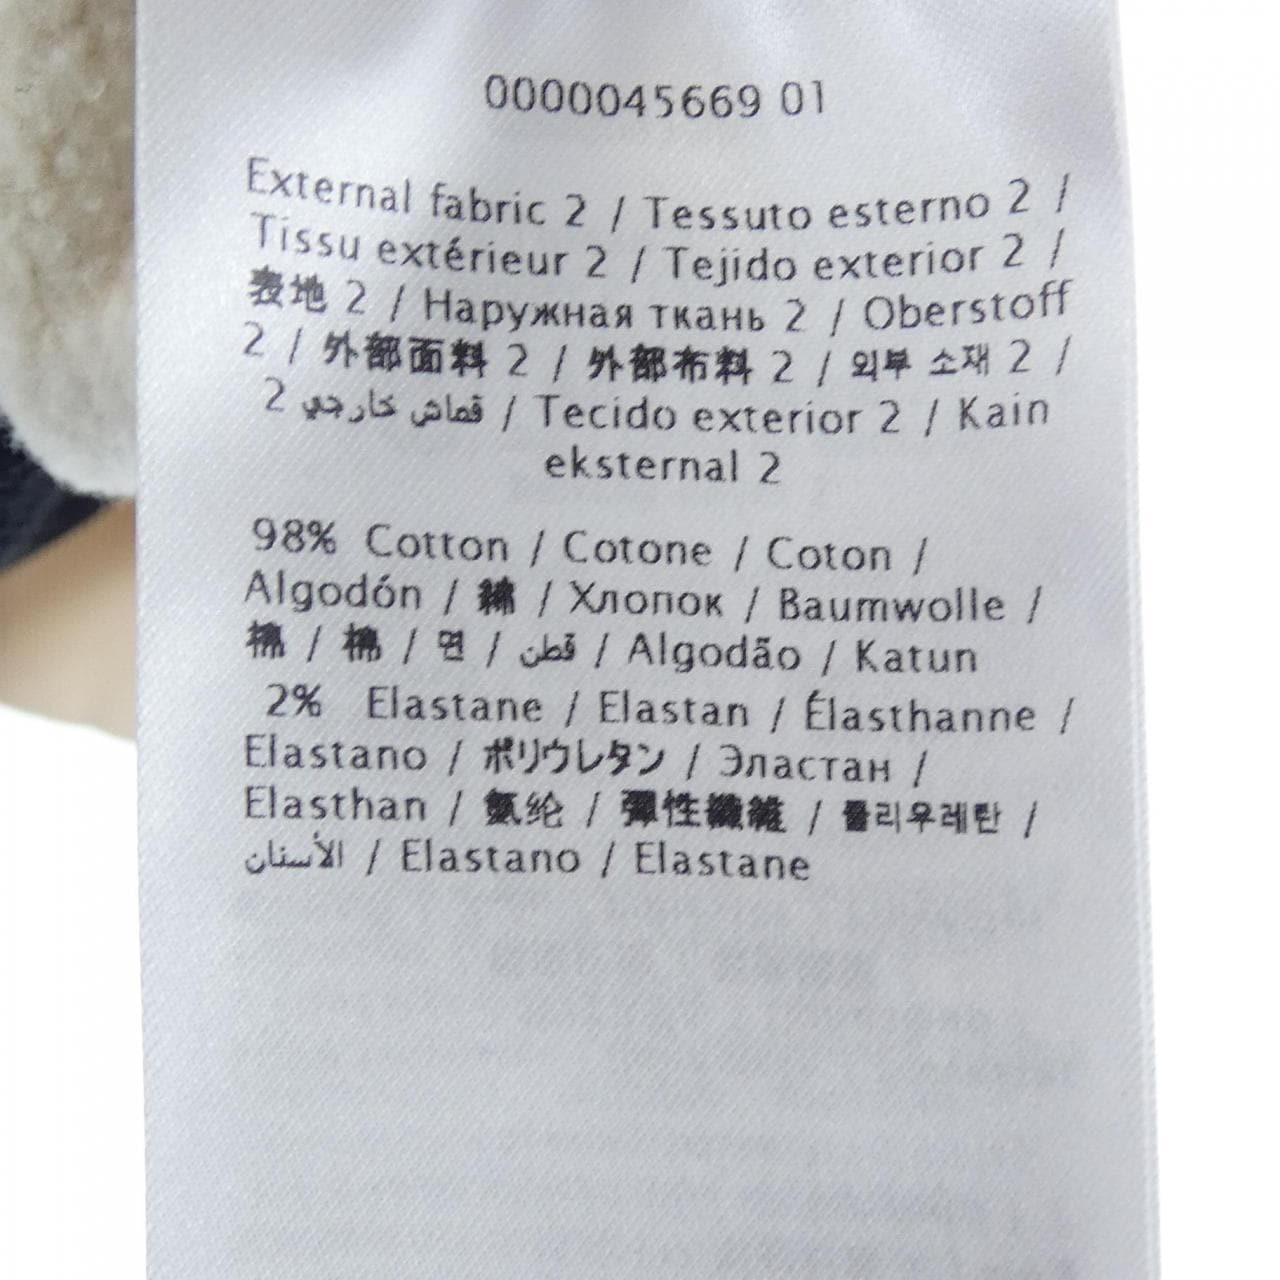 0000045669 01
External fabric 2 / Tessuto esterno 2 /
Tissu extérieur 2 / Tejido exterior 2 /
表地 2 / Наружная ткань 2 / Oberstoff
2 / 外部面料 2 / 外部布料 2 / 외부 소재 2 /
قماش خارجي 2 / Tecido exterior 2 / Kain
eksternal 2
98% Cotton / Cotone / Coton /
Algodón / 綿 / Хлопок / Baumwolle /
棉 / 棉 / 면 / قطن / Algodão / Katun
2% Elastane / Elastan / Élasthanne /
Elastano / ポリウレタン / Эластан /
Elasthan / 氨纶 / 彈性纖維 / 폴리우레탄 /
الأستان / Elastano / Elastane